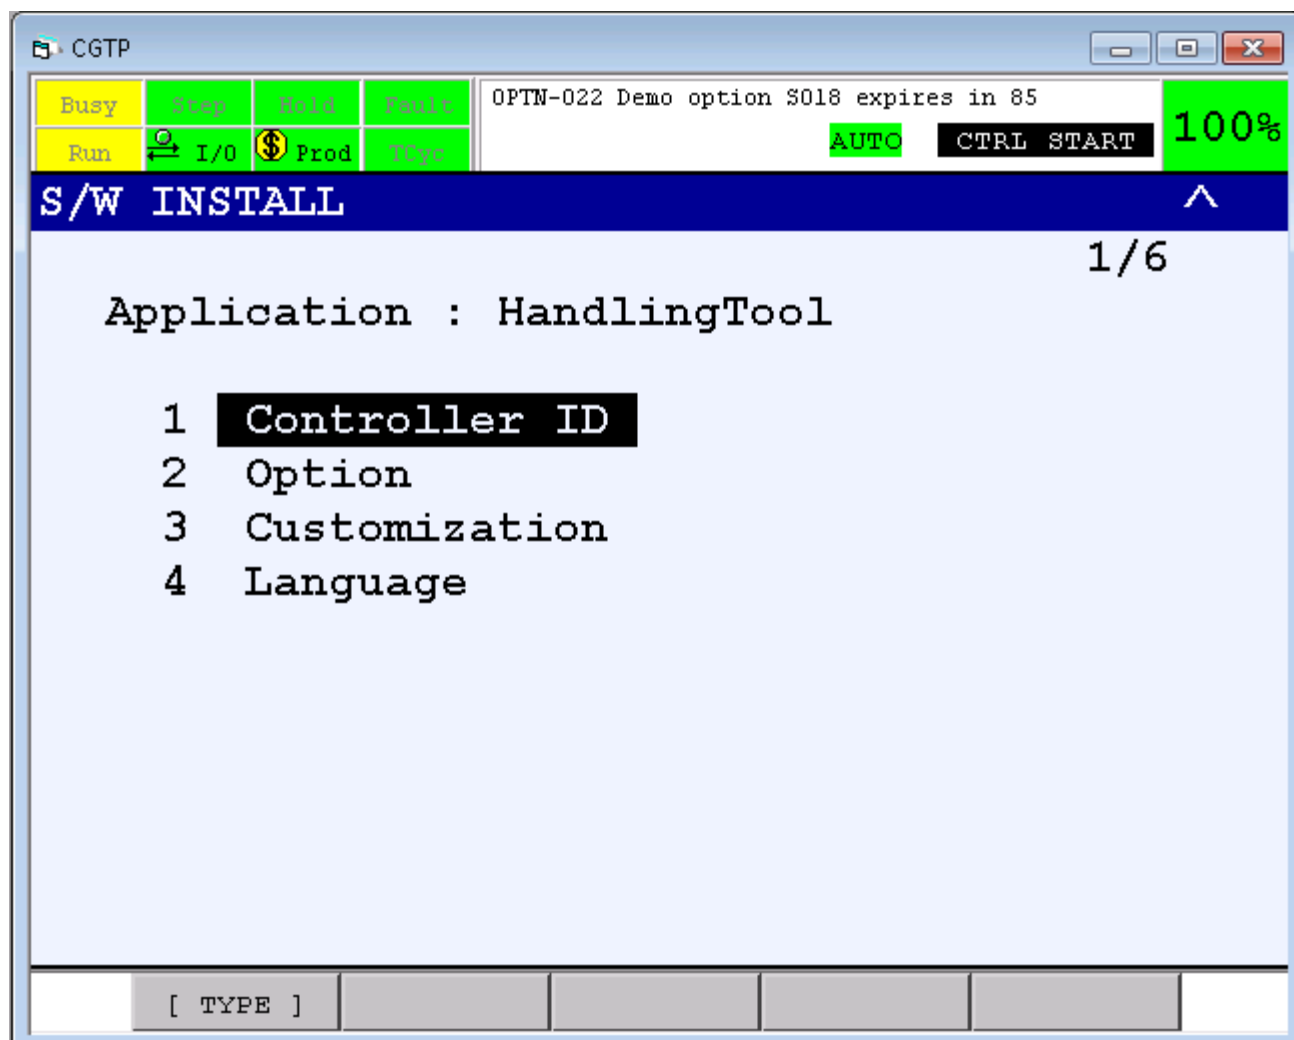 CGTP
Busy Step Hold Fault OPTN-022 Demo option S018 expires in 85
Run I/O Prod TCyc AUTO CTRL START 100%
S/W INSTALL ^
1/6
Application : HandlingTool
1 Controller ID
2 Option
3 Customization
4 Language
[ TYPE ]